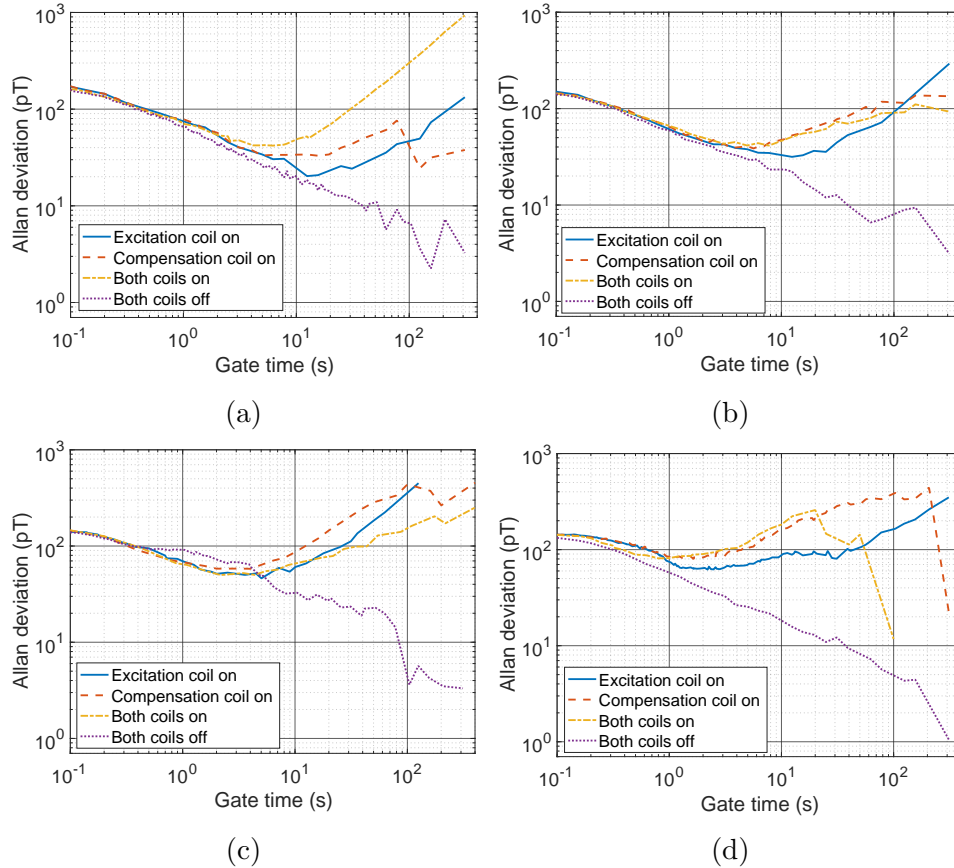 10^3
10^2
10^1
10^0
Allan deviation (pT)
Excitation coil on
Compensation coil on
Both coils on
Both coils off
10^-1 10^0 10^1 10^2
Gate time (s)
(a)
10^3
10^2
10^1
10^0
Allan deviation (pT)
Excitation coil on
Compensation coil on
Both coils on
Both coils off
10^-1 10^0 10^1 10^2
Gate time (s)
(b)
10^3
10^2
10^1
10^0
Allan deviation (pT)
Excitation coil on
Compensation coil on
Both coils on
Both coils off
10^-1 10^0 10^1 10^2
Gate time (s)
(c)
10^3
10^2
10^1
10^0
Allan deviation (pT)
Excitation coil on
Compensation coil on
Both coils on
Both coils off
10^-1 10^0 10^1 10^2
Gate time (s)
(d)